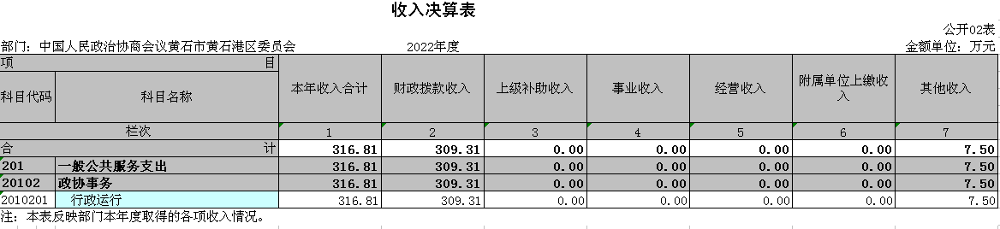 收入决算表
公开02表
部门：中国人民政治协商会议黄石市黄石港区委员会 2022年度 金额单位：万元
项 目 本年收入合计 财政拨款收入 上级补助收入 事业收入 经营收入 附属单位上缴收入 其他收入
科目代码 科目名称
栏次 1 2 3 4 5 6 7
合 计 316.81 309.31 0.00 0.00 0.00 0.00 7.50
201 一般公共服务支出 316.81 309.31 0.00 0.00 0.00 0.00 7.50
20102 政协事务 316.81 309.31 0.00 0.00 0.00 0.00 7.50
2010201 行政运行 316.81 309.31 0.00 0.00 0.00 0.00 7.50
注：本表反映部门本年度取得的各项收入情况。